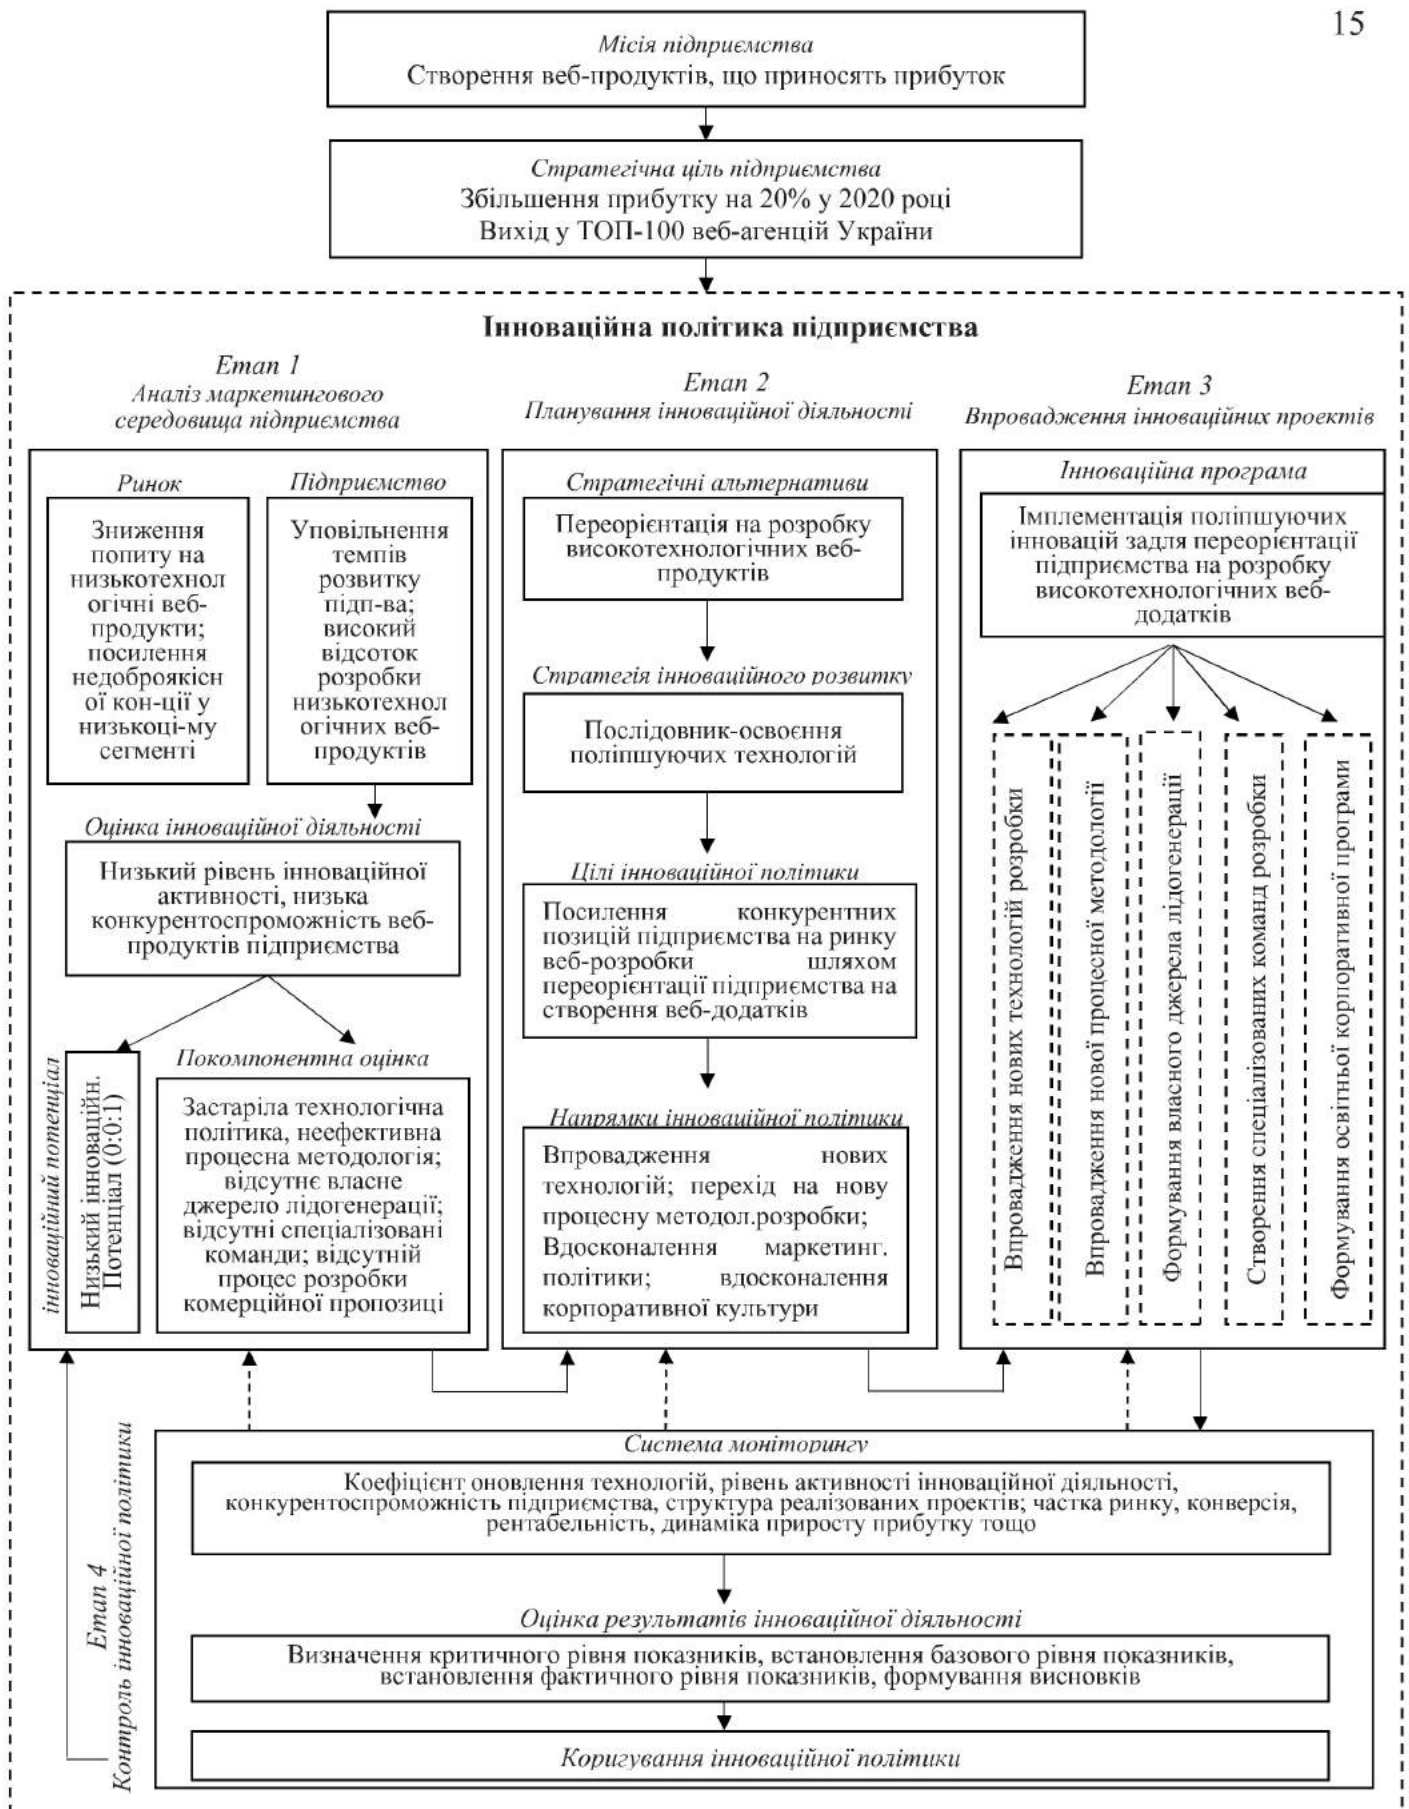 15
Місія підприємства
Створення веб-продуктів, що приносять прибуток
Стратегічна ціль підприємства
Збільшення прибутку на 20% у 2020 році
Вихід у ТОП-100 веб-агенцій України
Інноваційна політика підприємства
Етап 1
Аналіз маркетингового
середовища підприємства
Ринок
Зниження
попиту на
низькотехнол
огічні веб-
продукти;
посилення
недоброякісн
ої кон-ції у
низькоці-му
сегменті
Підприємство
Уповільнення
темпів
розвитку
підп-ва;
високий
відсоток
розробки
низькотехнол
огічних веб-
продуктів
Оцінка інноваційної діяльності
Низький рівень інноваційної
активності, низька
конкурентоспроможність веб-
продуктів підприємства
інноваційний потенціал
Низький інноваційн.
Потенціал (0:0:1)
Покомпонентна оцінка
Застаріла технологічна
політика, неефективна
процесна методологія;
відсутнє власне
джерело лідогенерації;
відсутні спеціалізовані
команди; відсутній
процес розробки
комерційної пропозиці
Етап 2
Планування інноваційної діяльності
Стратегічні альтернативи
Переорієнтація на розробку
високотехнологічних веб-
продуктів
Стратегія інноваційного розвитку
Послідовник-освоєння
поліпшуючих технологій
Цілі інноваційної політики
Посилення конкурентних
позицій підприємства на ринку
веб-розробки шляхом
переорієнтації підприємства на
створення веб-додатків
Напрямки інноваційної політики
Впровадження нових
технологій; перехід на нову
процесну методол.розробки;
Вдосконалення маркетинг.
політики; вдосконалення
корпоративної культури
Етап 3
Впровадження інноваційних проектів
Інноваційна програма
Імплементація поліпшуючих
інновацій задля переорієнтації
підприємства на розробку
високотехнологічних веб-
додатків
Впровадження нових технологій розробки
Впровадження нової процесної методології
Формування власного джерела лідогенерації
Створення спеціалізованих команд розробки
Формування освітньої корпоративної програми
Етап 4
Контроль інноваційної політики
Система моніторингу
Коефіцієнт оновлення технологій, рівень активності інноваційної діяльності,
конкурентоспроможність підприємства, структура реалізованих проектів; частка ринку, конверсія,
рентабельність, динаміка приросту прибутку тощо
Оцінка результатів інноваційної діяльності
Визначення критичного рівня показників, встановлення базового рівня показників,
встановлення фактичного рівня показників, формування висновків
Коригування інноваційної політики